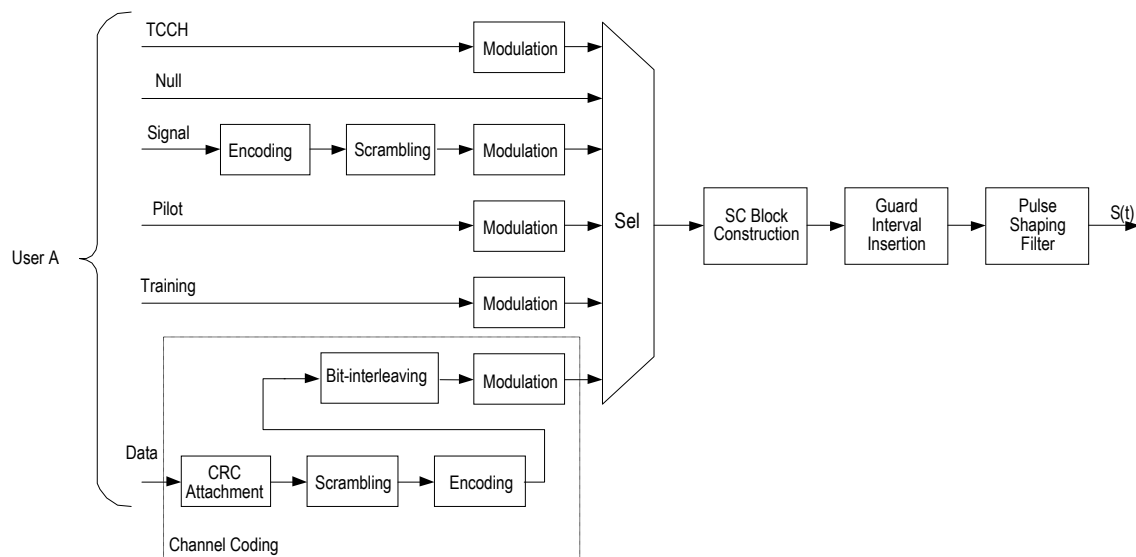 TCCH
Modulation
Null
Signal
Encoding
Scrambling
Modulation
Pilot
Modulation
User A
Training
Modulation
Sel
SC Block
Construction
Guard
Interval
Insertion
Pulse
Shaping
Filter
S(t)
Bit-interleaving
Modulation
Data
CRC
Attachment
Scrambling
Encoding
Channel Coding